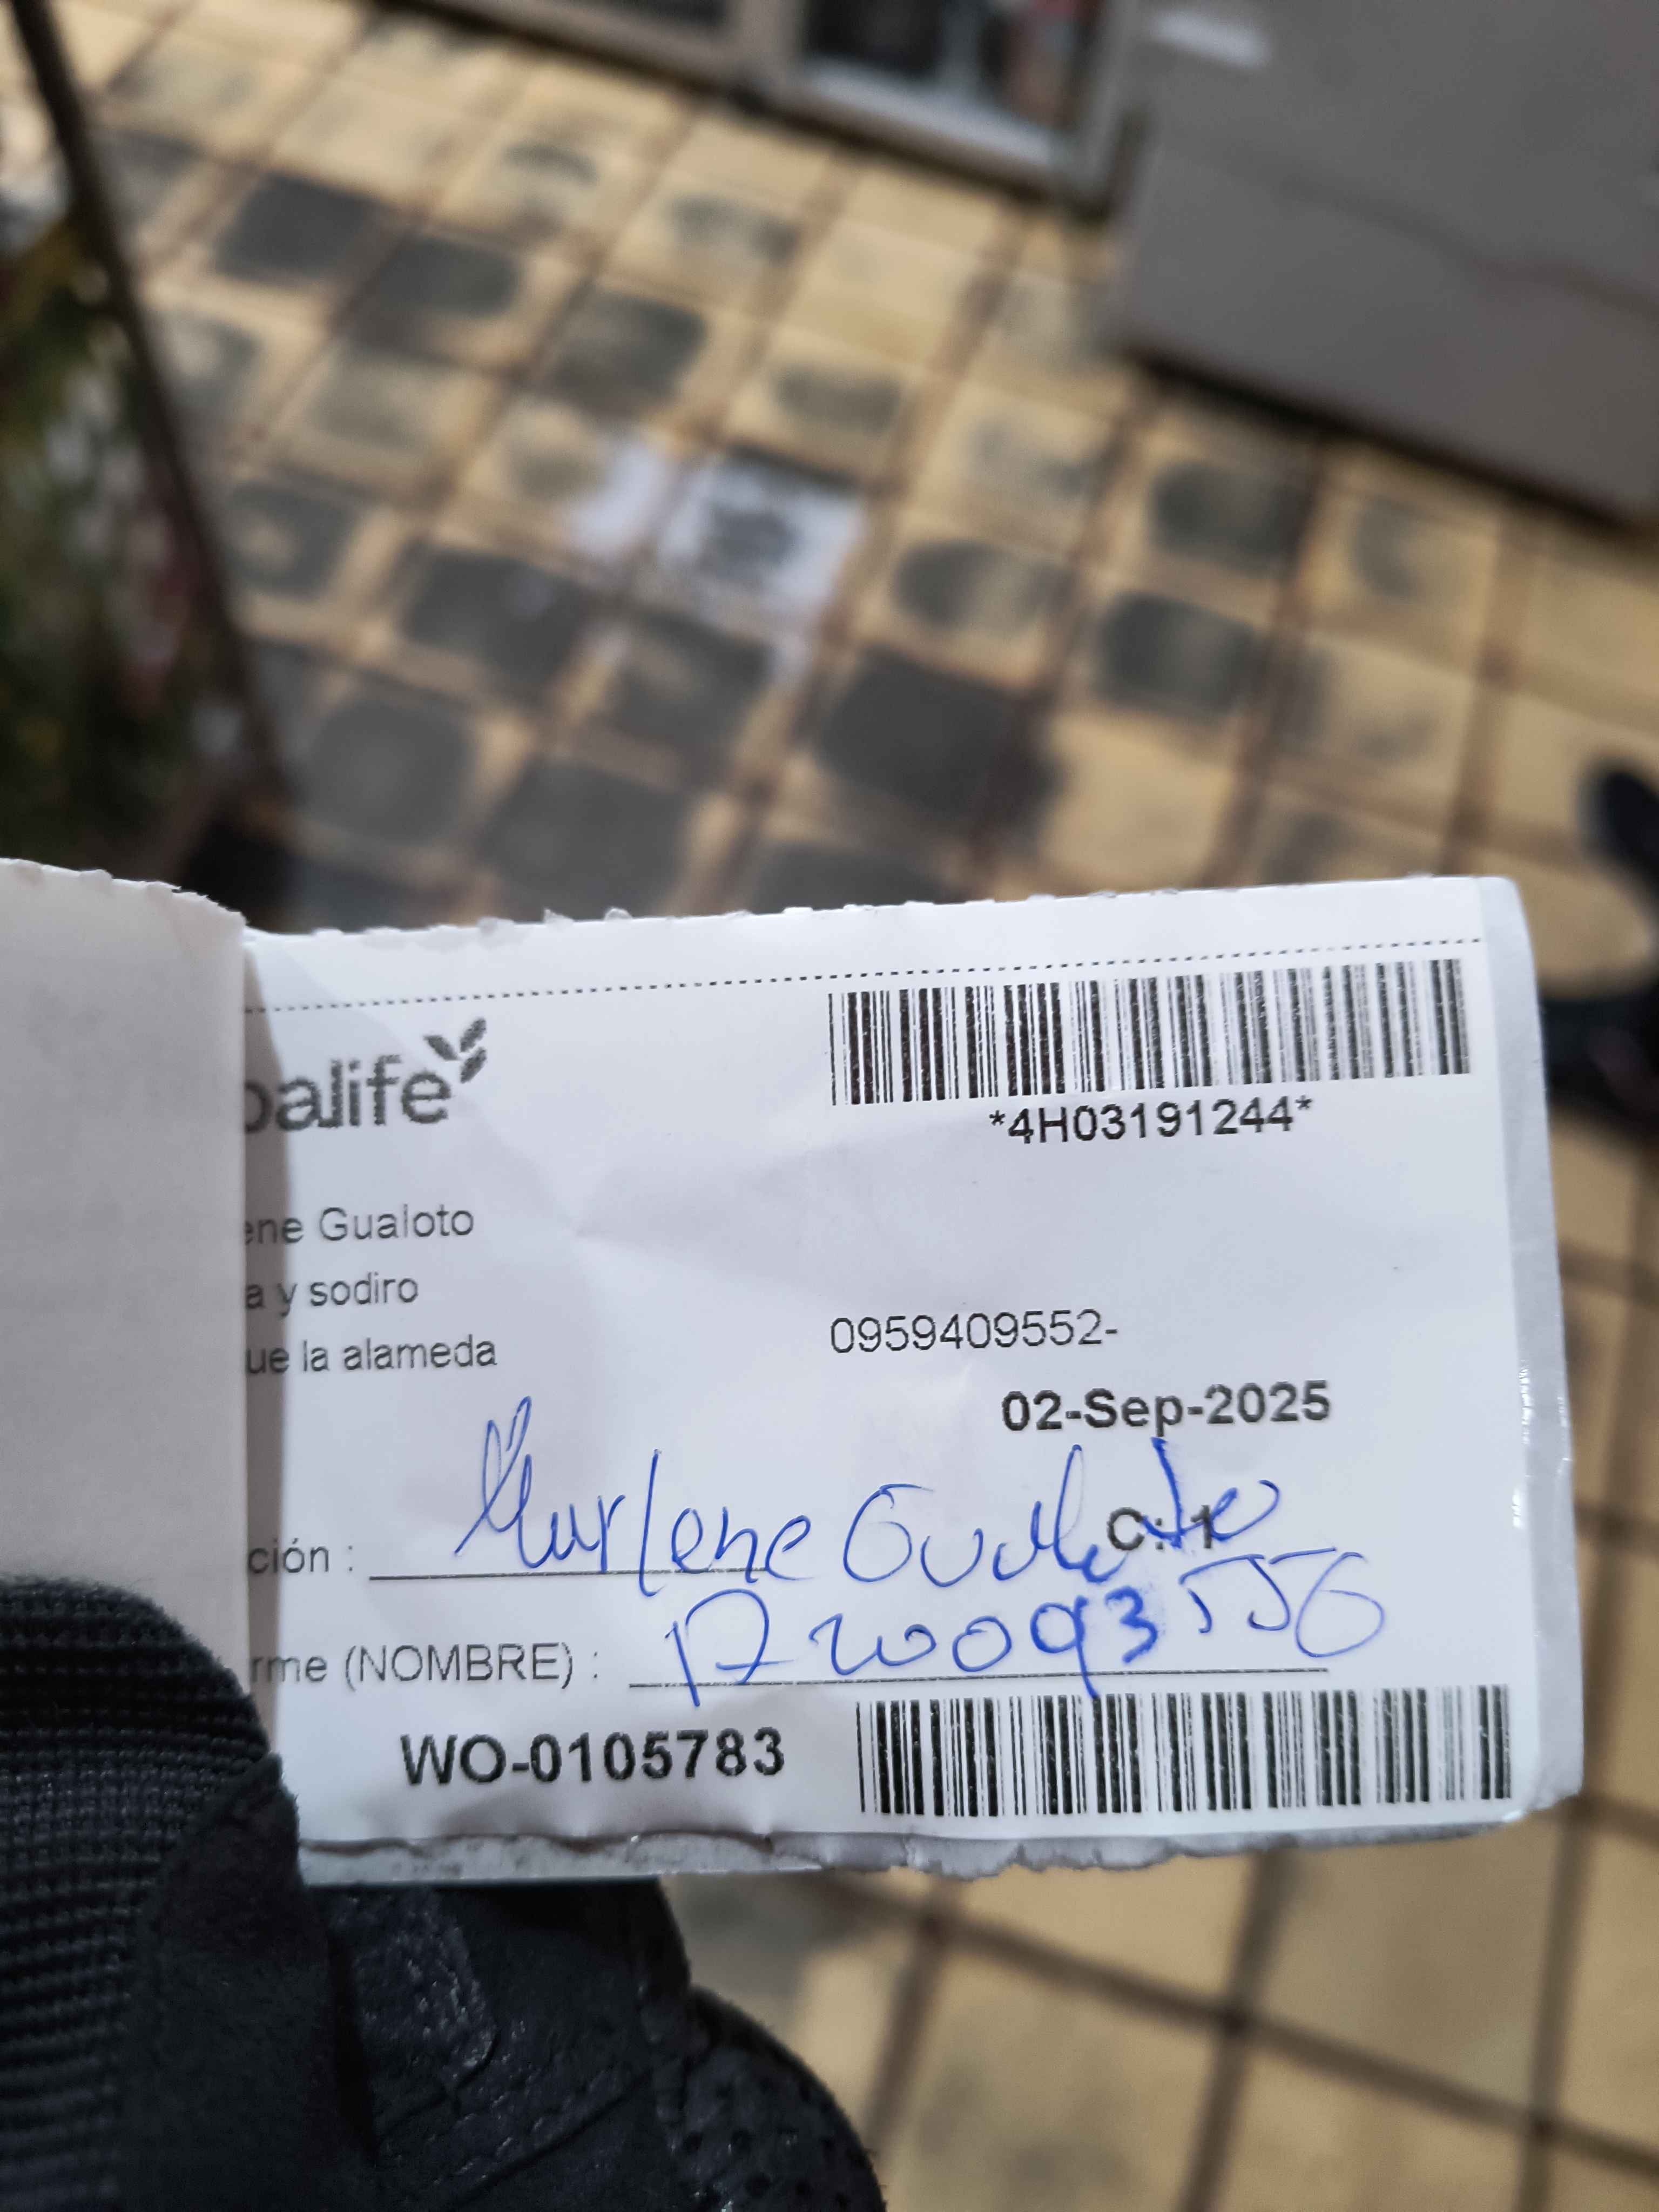 balife
*4H03191244*
ene Gualoto
a y sodiro
ue la alameda
0959409552-
02-Sep-2025
C: 1
ción : Marlene Gualoto
rme (NOMBRE) : 1720093556
WO-0105783